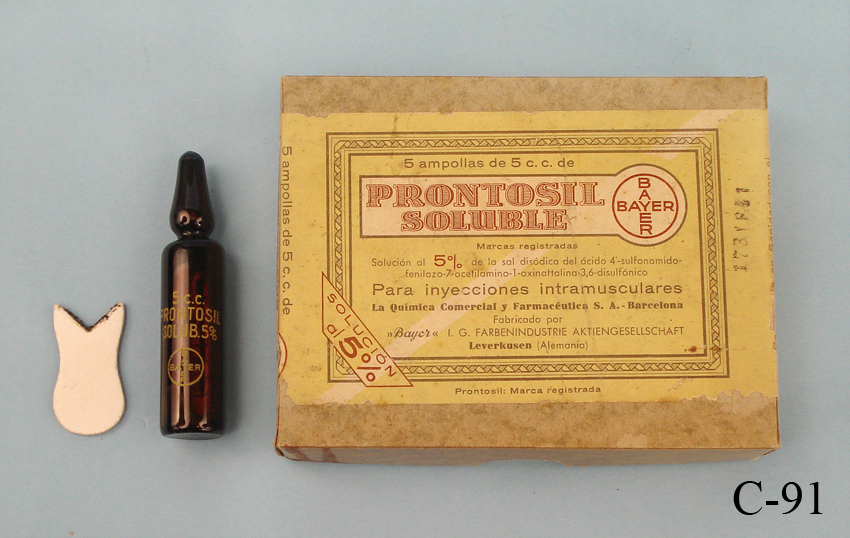 5 ampollas de 5 c. c. de
PRONTOSIL
SOLUBLE
BAYER
BAYER
Marcas registradas
Solución al 5% de la sal disódica del ácido 4'-sulfonamido-
fenilazo-7-acetilamino-1-oxinaftalina-3,6-disulfónico
Para inyecciones intramusculares
La Química Comercial y Farmacéutica S. A. - Barcelona
Fabricado por
»Bayer« I. G. FARBENINDUSTRIE AKTIENGESELLSCHAFT
Leverkusen (Alemania)
SOLUCIÓN
al 5%
Prontosil: Marca registrada
5 ampollas de 5 c. c. de
5 c.c.
PRONTOSIL
SOLUB. 5%
BAYER
BAYER
C-91